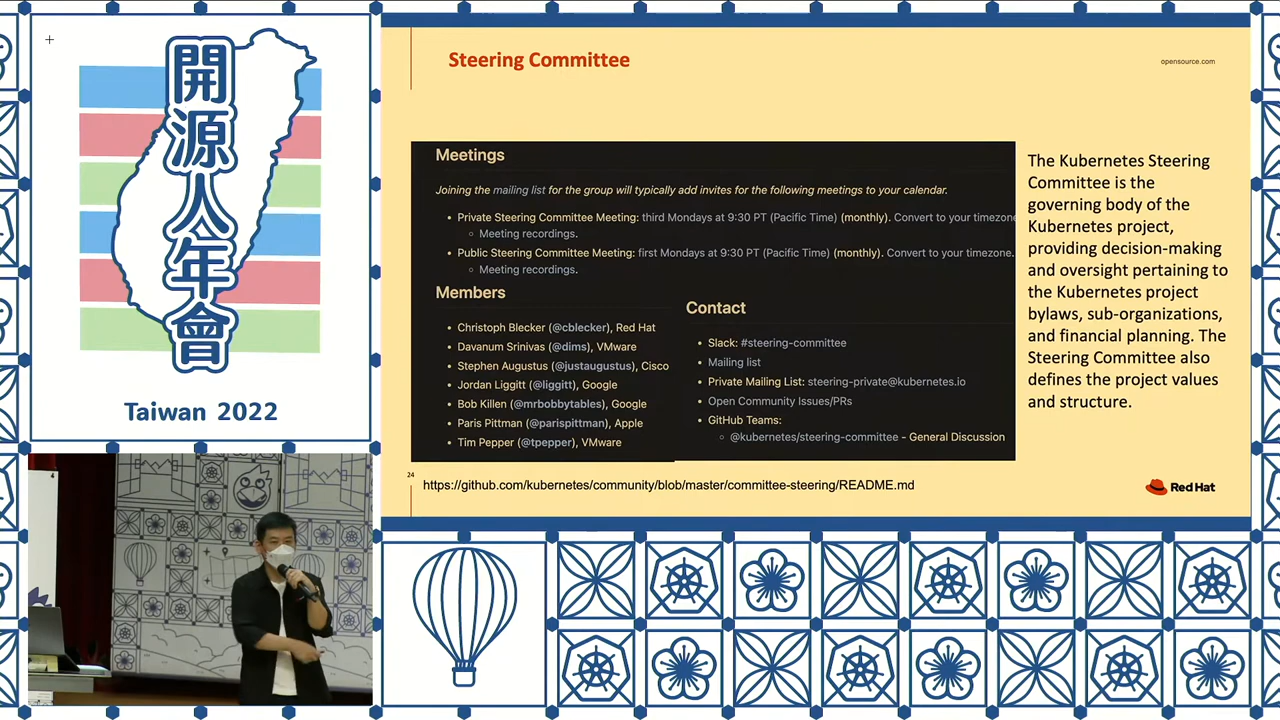 開
源
人
年
會
Taiwan 2022
Steering Committee
opensource.com
Meetings
Joining the mailing list for the group will typically add invites for the following meetings to your calendar.
Private Steering Committee Meeting: third Mondays at 9:30 PT (Pacific Time) (monthly). Convert to your timezone
Meeting recordings.
Public Steering Committee Meeting: first Mondays at 9:30 PT (Pacific Time) (monthly). Convert to your timezone.
Meeting recordings.
Members
Christoph Blecker (@cblecker), Red Hat
Davanum Srinivas (@dims), VMware
Stephen Augustus (@justaugustus), Cisco
Jordan Liggitt (@liggitt), Google
Bob Killen (@mrbobbytables), Google
Paris Pittman (@parispittman), Apple
Tim Pepper (@tpepper), VMware
Contact
Slack: #steering-committee
Mailing list
Private Mailing List: steering-private@kubernetes.io
Open Community Issues/PRs
GitHub Teams:
@kubernetes/steering-committee - General Discussion
The Kubernetes Steering
Committee is the
governing body of the
Kubernetes project,
providing decision-making
and oversight pertaining to
the Kubernetes project
bylaws, sub-organizations,
and financial planning. The
Steering Committee also
defines the project values
and structure.
24
https://github.com/kubernetes/community/blob/master/committee-steering/README.md
Red Hat
4